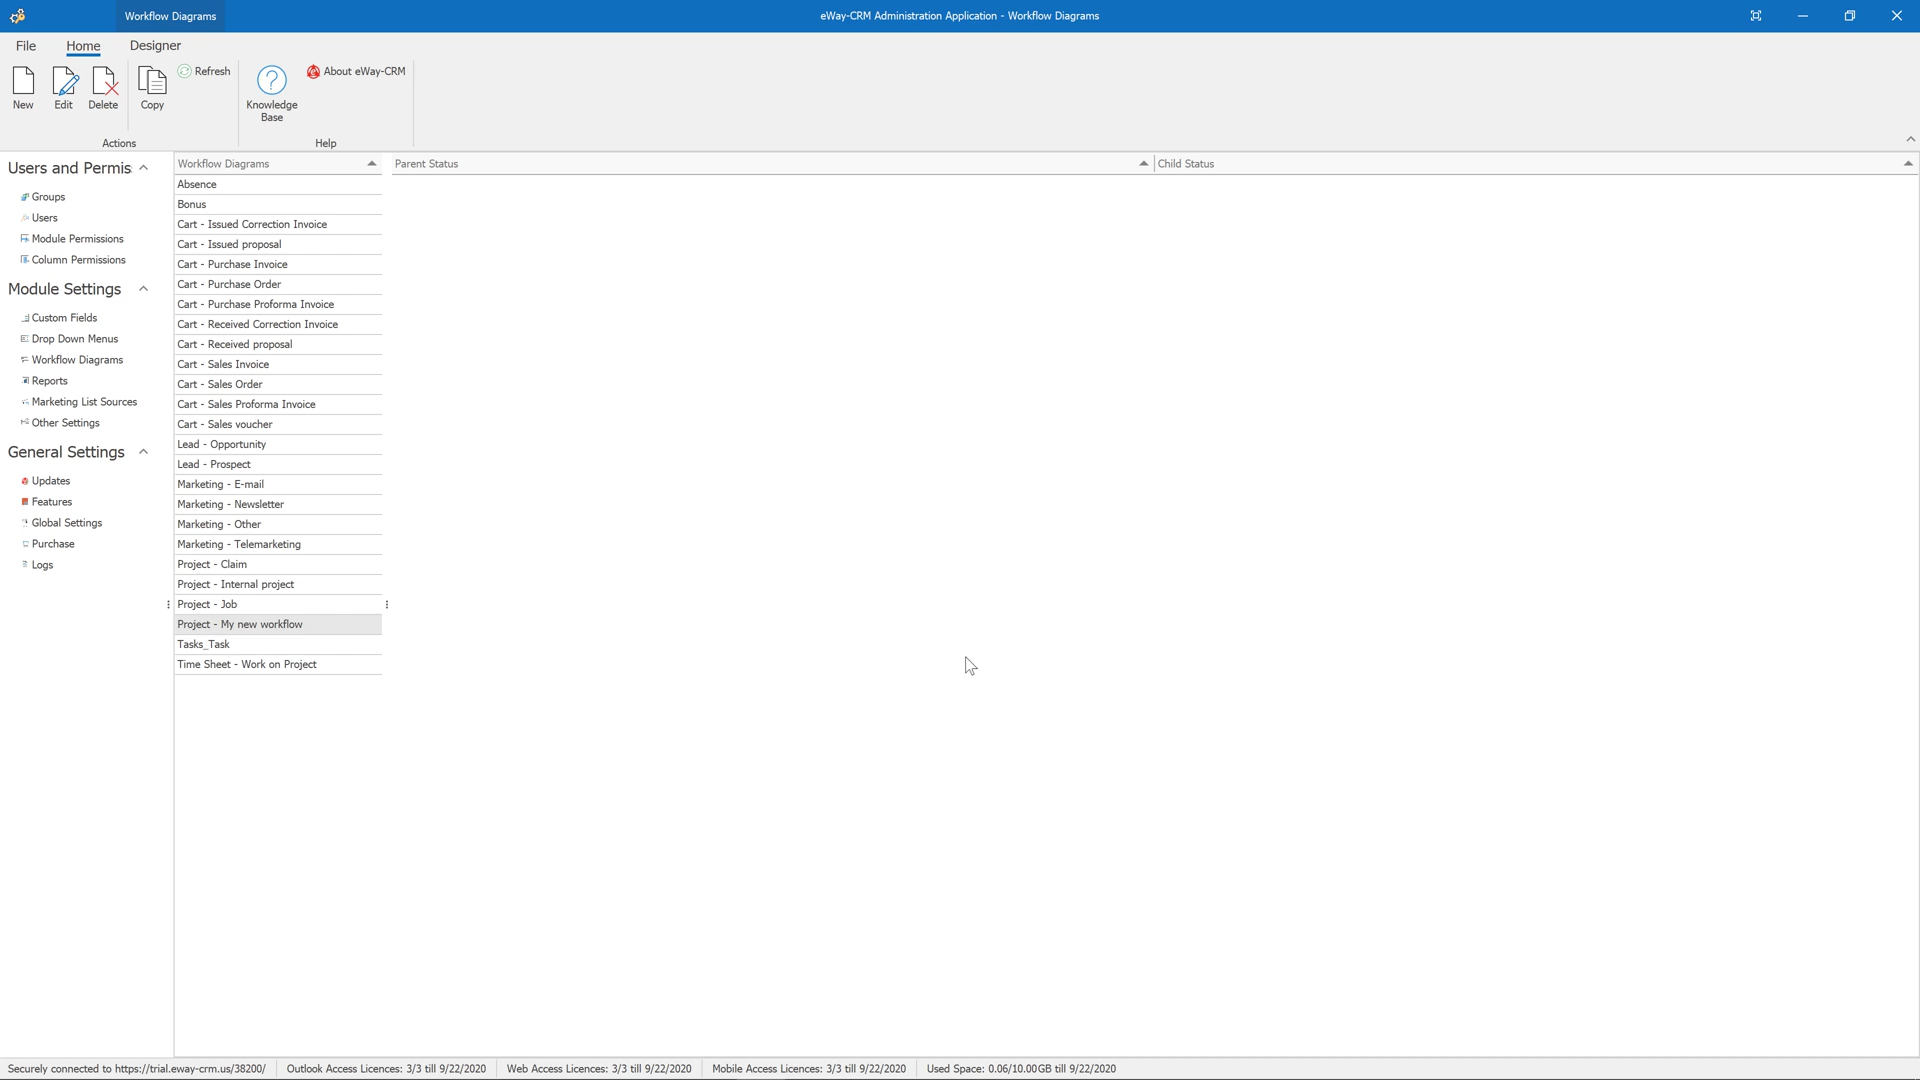 Workflow Diagrams
eWay-CRM Administration Application - Workflow Diagrams
File
Home
Designer
New
Edit
Delete
Copy
Refresh
Actions
Knowledge
Base
About eWay-CRM
Help
Users and Permis
Groups
Users
Module Permissions
Column Permissions
Module Settings
Custom Fields
Drop Down Menus
Workflow Diagrams
Reports
Marketing List Sources
Other Settings
General Settings
Updates
Features
Global Settings
Purchase
Logs
Workflow Diagrams
Absence
Bonus
Cart - Issued Correction Invoice
Cart - Issued proposal
Cart - Purchase Invoice
Cart - Purchase Order
Cart - Purchase Proforma Invoice
Cart - Received Correction Invoice
Cart - Received proposal
Cart - Sales Invoice
Cart - Sales Order
Cart - Sales Proforma Invoice
Cart - Sales voucher
Lead - Opportunity
Lead - Prospect
Marketing - E-mail
Marketing - Newsletter
Marketing - Other
Marketing - Telemarketing
Project - Claim
Project - Internal project
Project - Job
Project - My new workflow
Tasks_Task
Time Sheet - Work on Project
Parent Status
Child Status
Securely connected to https://trial.eway-crm.us/38200/
Outlook Access Licences: 3/3 till 9/22/2020
Web Access Licences: 3/3 till 9/22/2020
Mobile Access Licences: 3/3 till 9/22/2020
Used Space: 0.06/10.00GB till 9/22/2020